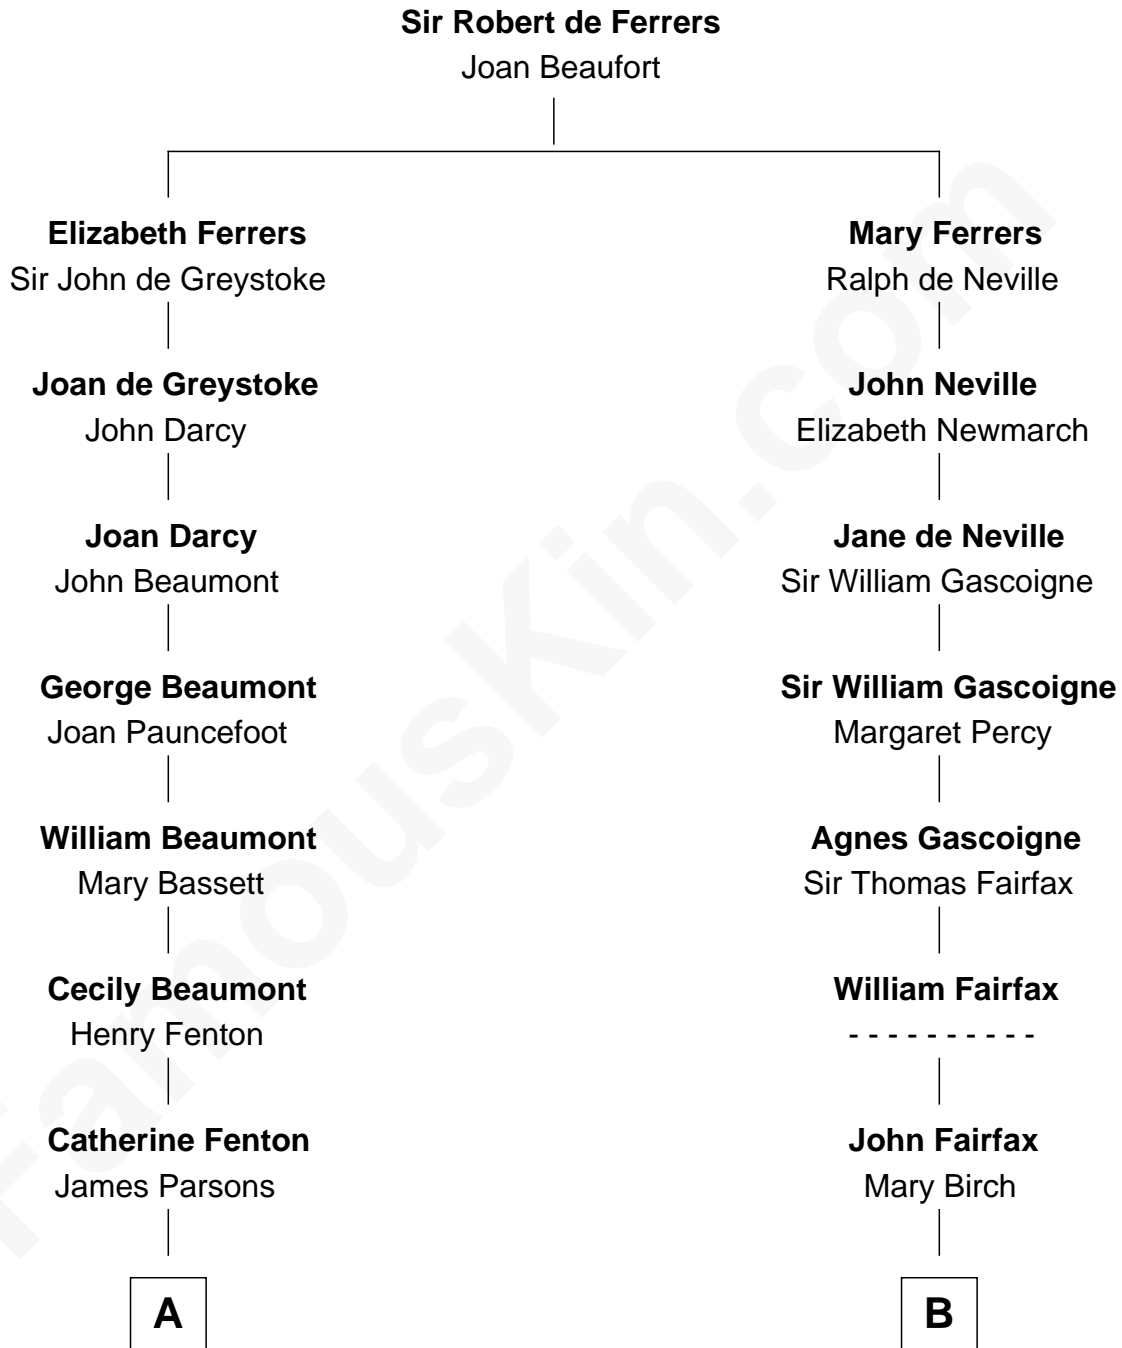 Sir Robert de Ferrers
Joan Beaufort
Elizabeth Ferrers
Sir John de Greystoke
Mary Ferrers
Ralph de Neville
Joan de Greystoke
John Darcy
John Neville
Elizabeth Newmarch
Joan Darcy
John Beaumont
Jane de Neville
Sir William Gascoigne
George Beaumont
Joan Pauncefoot
Sir William Gascoigne
Margaret Percy
William Beaumont
Mary Bassett
Agnes Gascoigne
Sir Thomas Fairfax
Cecily Beaumont
Henry Fenton
William Fairfax
- - - - - - - - - -
Catherine Fenton
James Parsons
John Fairfax
Mary Birch
A
B
FamousKin.com